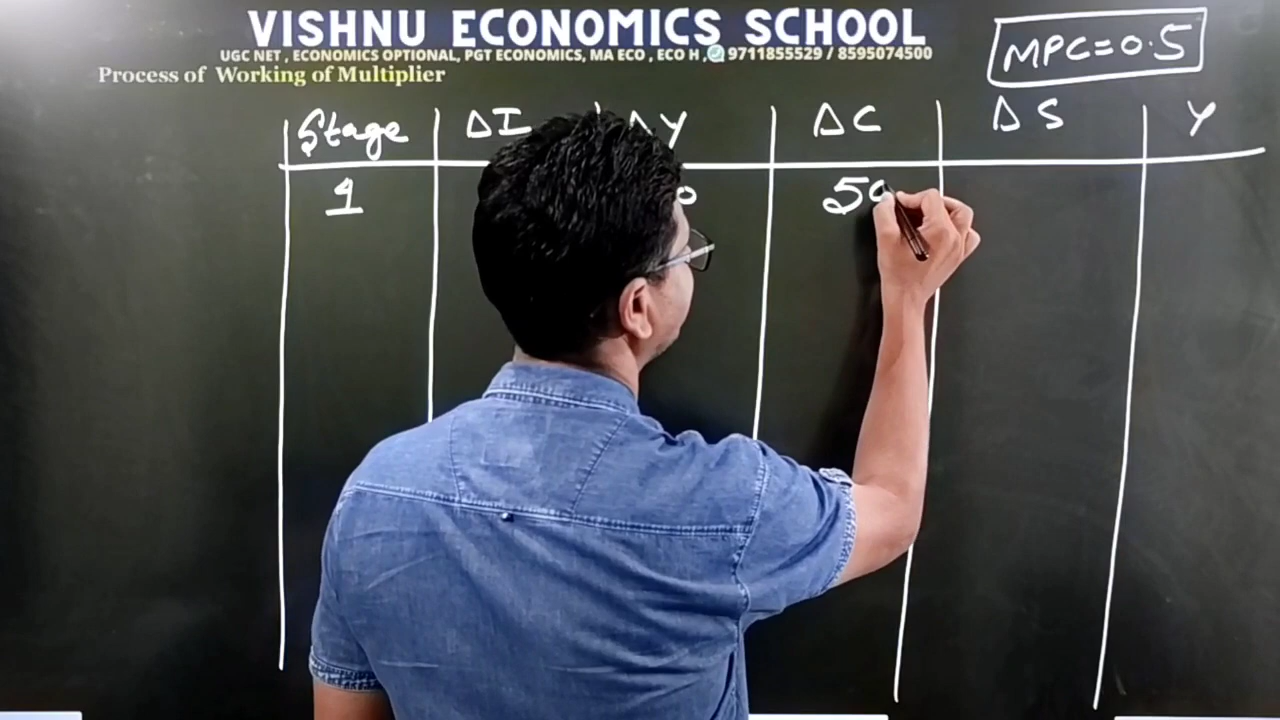 VISHNU ECONOMICS SCHOOL
UGC NET , ECONOMICS OPTIONAL, PGT ECONOMICS, MA ECO , ECO H , 9711855529 / 8595074500
Process of Working of Multiplier
MPC=0.5
Stage ΔI ΔY ΔC ΔS Y
1 0 50